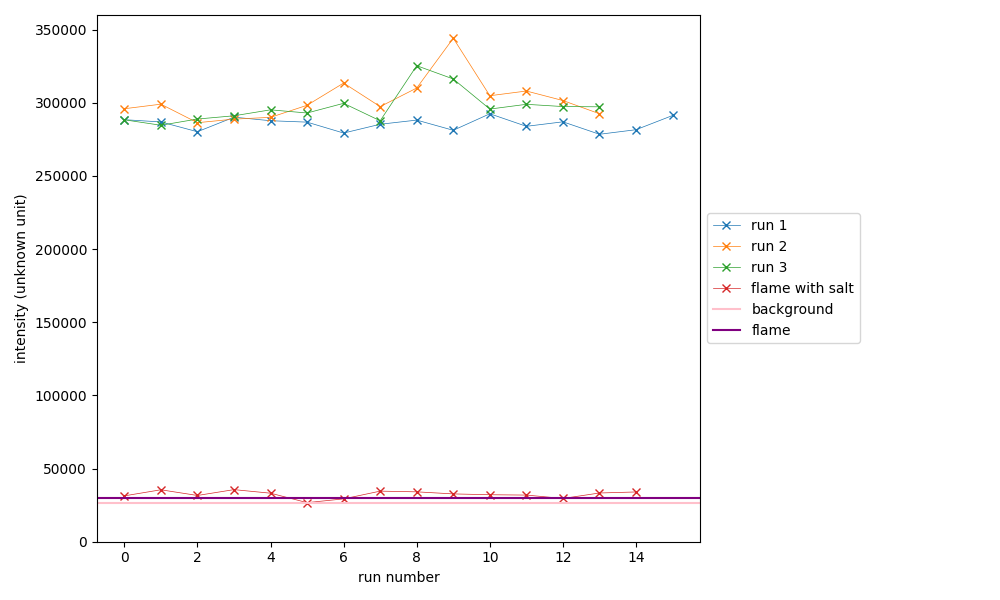 350000
300000
250000
200000
150000
100000
50000
0
intensity (unknown unit)
0 2 4 6 8 10 12 14
run number
run 1
run 2
run 3
flame with salt
background
flame